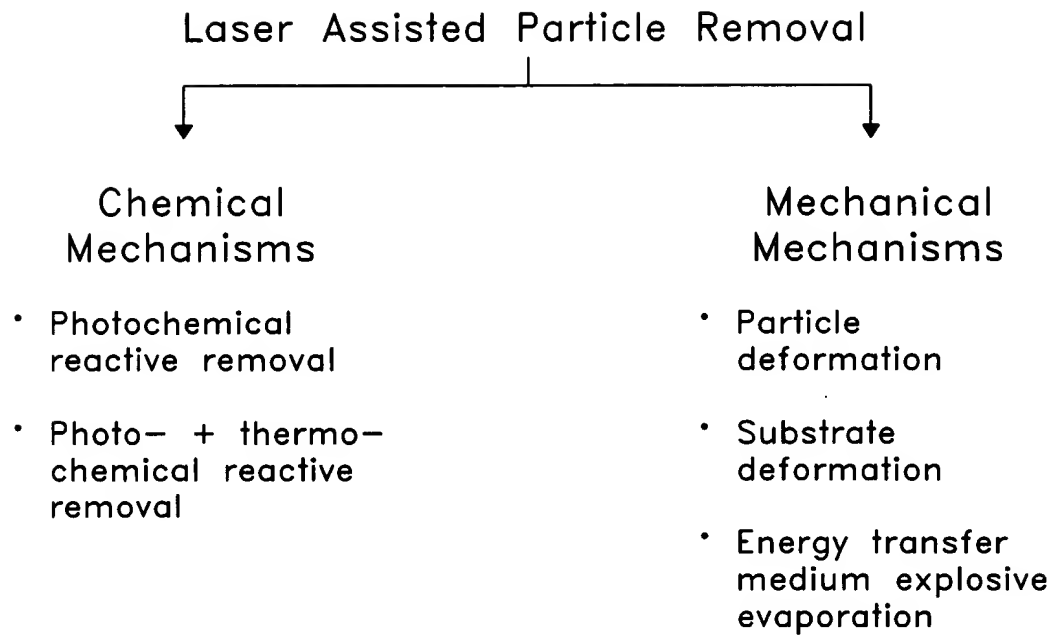 Laser Assisted Particle Removal
Chemical
Mechanisms
• Photochemical
reactive removal
• Photo- + thermo-
chemical reactive
removal
Mechanical
Mechanisms
• Particle
deformation
• Substrate
deformation
• Energy transfer
medium explosive
evaporation